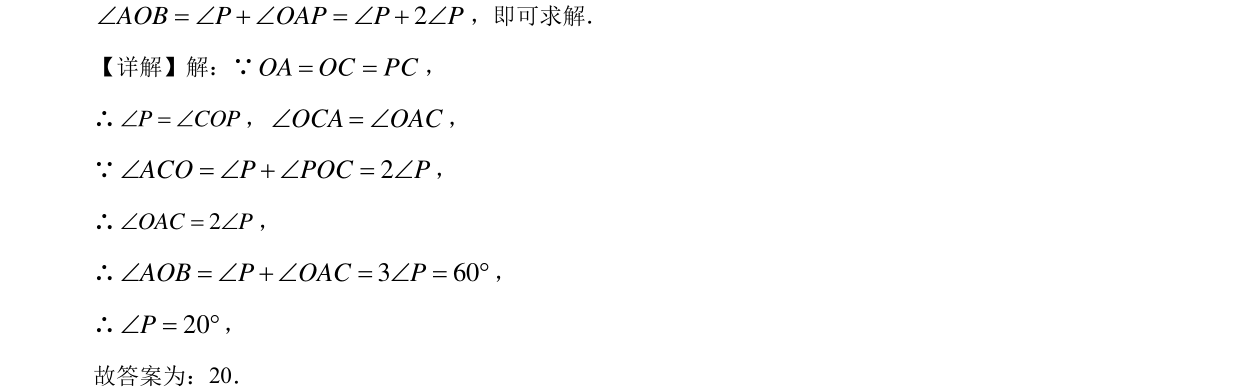 ∠AOB = ∠P + ∠OAP = ∠P + 2∠P，即可求解．
【详解】解：∵ OA = OC = PC，
∴ ∠P = ∠COP，∠OCA = ∠OAC，
∵ ∠ACO = ∠P + ∠POC = 2∠P，
∴ ∠OAC = 2∠P，
∴ ∠AOB = ∠P + ∠OAC = 3∠P = 60°，
∴ ∠P = 20°，
故答案为：20．